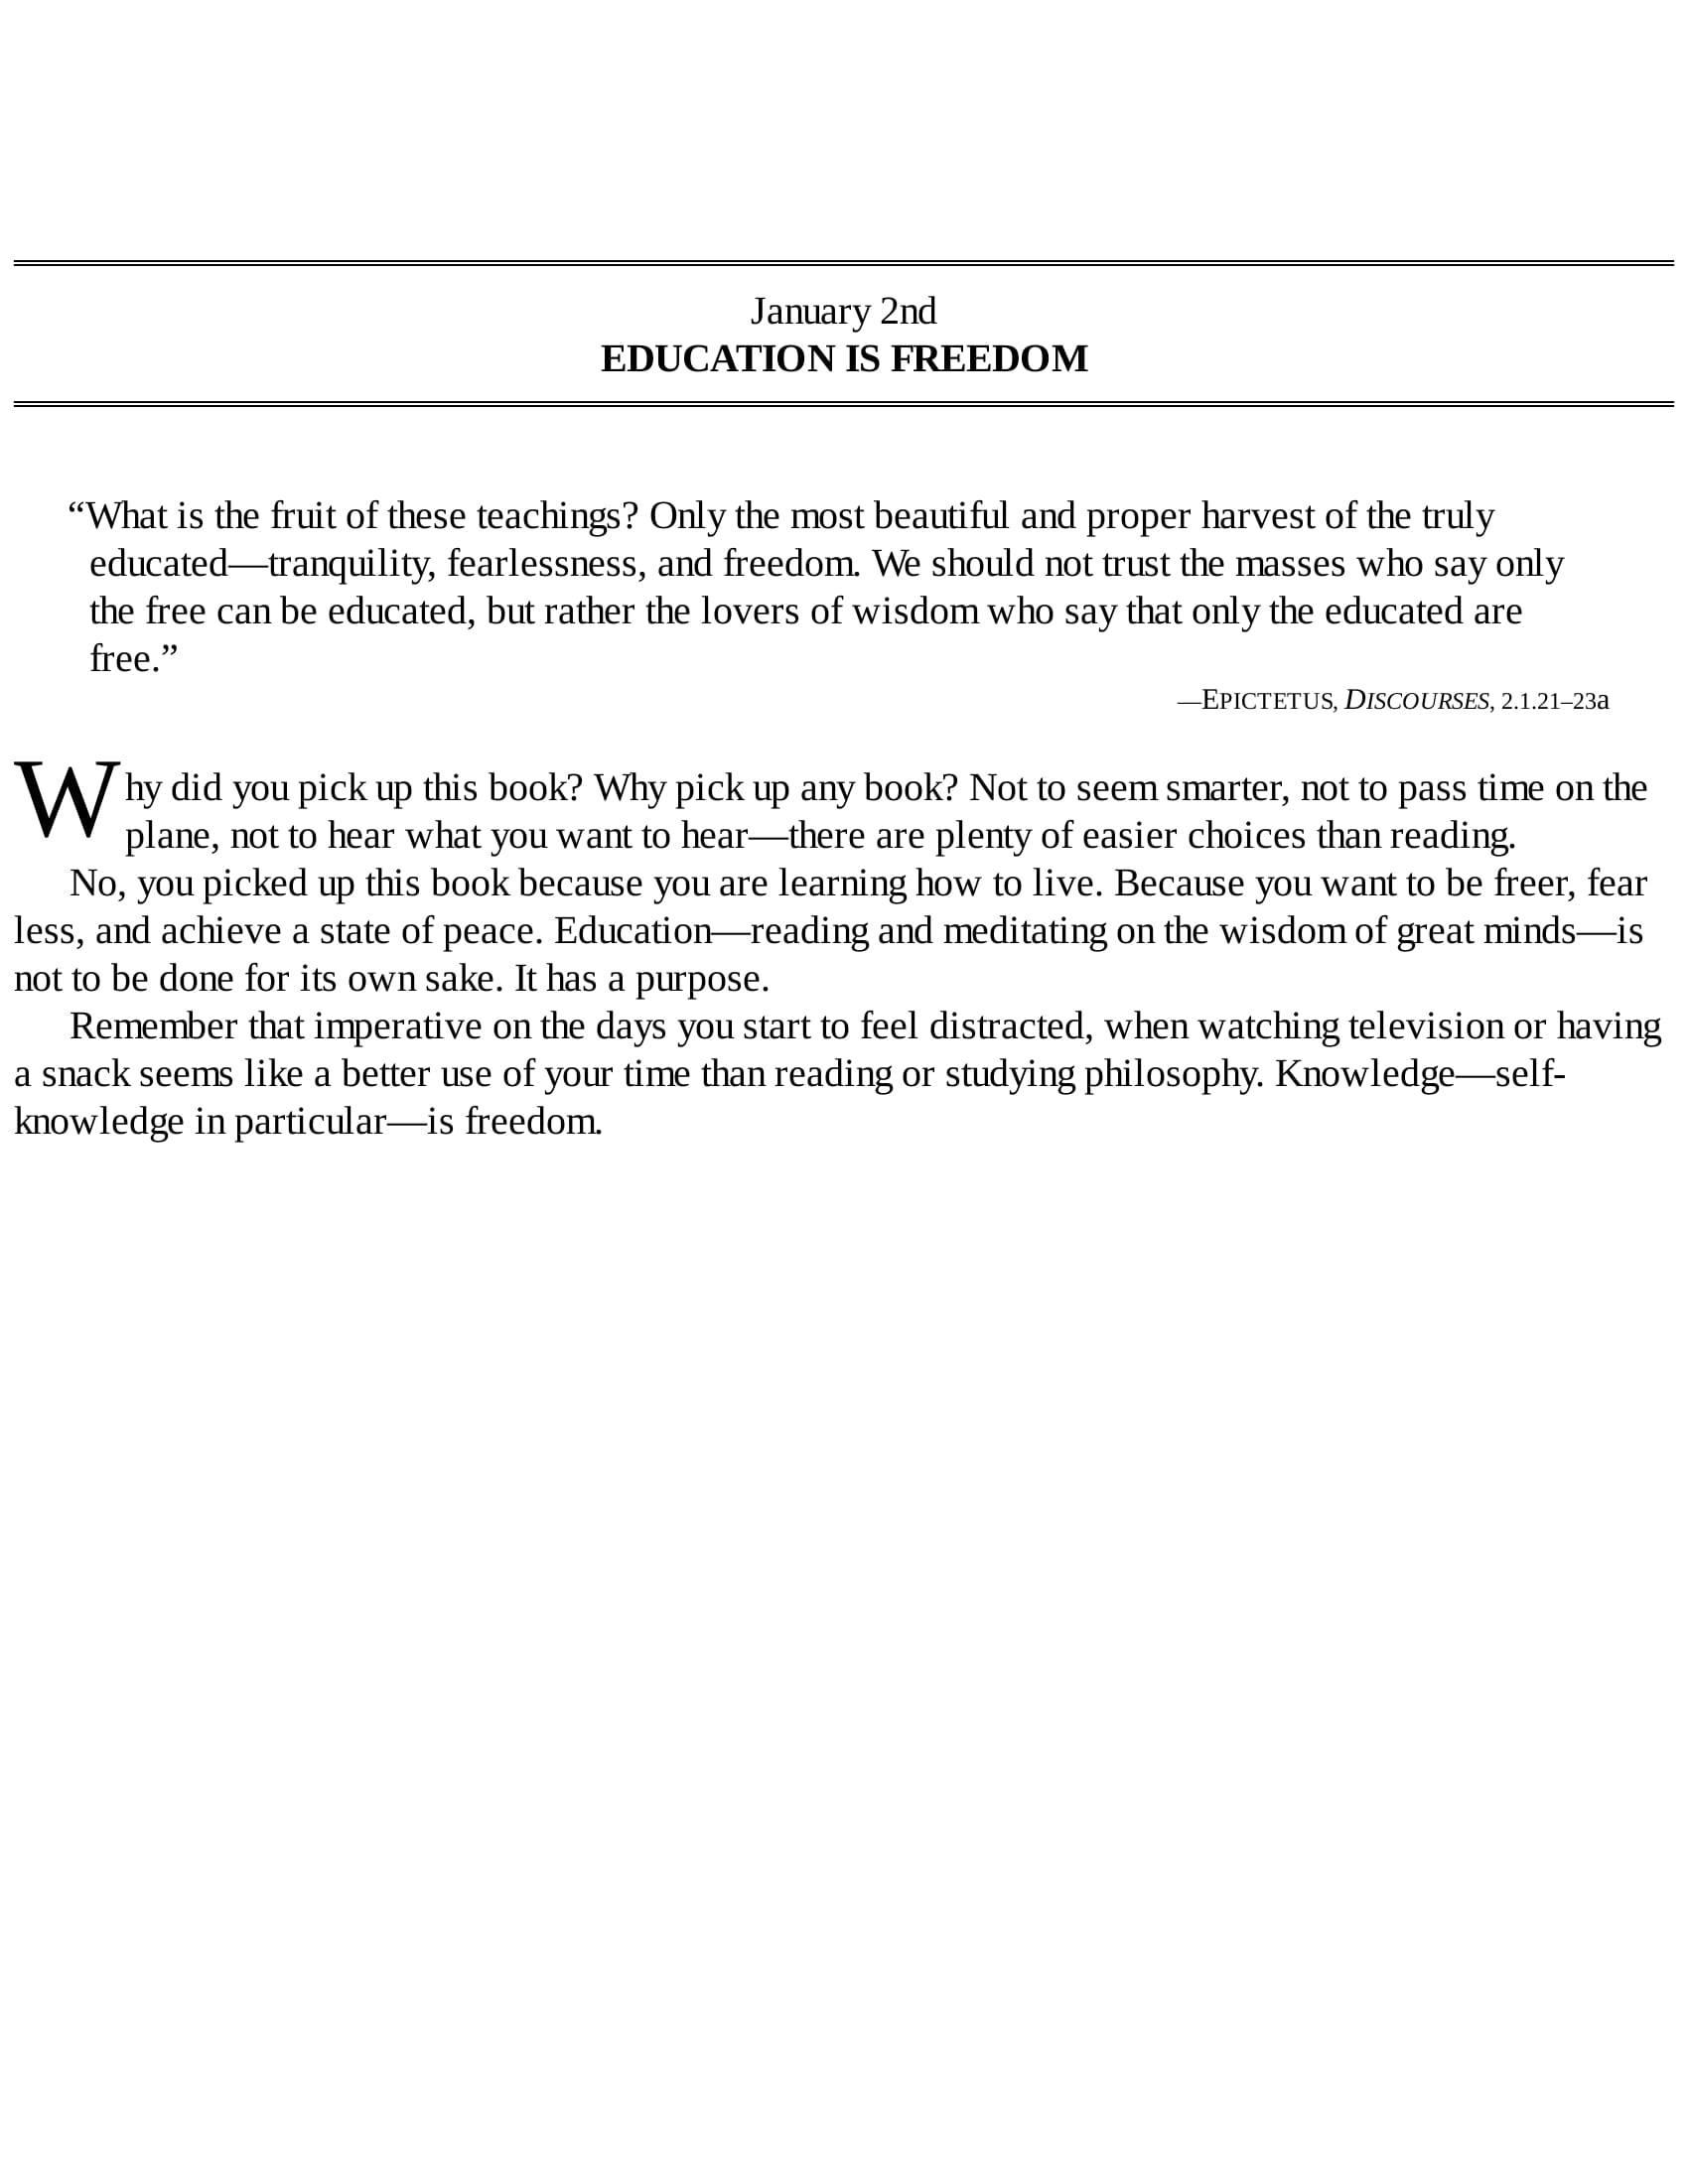 January 2nd
EDUCATION IS FREEDOM
“What is the fruit of these teachings? Only the most beautiful and proper harvest of the truly
educated—tranquility, fearlessness, and freedom. We should not trust the masses who say only
the free can be educated, but rather the lovers of wisdom who say that only the educated are
free.”
—EPICTETUS, DISCOURSES, 2.1.21–23a
Why did you pick up this book? Why pick up any book? Not to seem smarter, not to pass time on the
plane, not to hear what you want to hear—there are plenty of easier choices than reading.
No, you picked up this book because you are learning how to live. Because you want to be freer, fear
less, and achieve a state of peace. Education—reading and meditating on the wisdom of great minds—is
not to be done for its own sake. It has a purpose.
Remember that imperative on the days you start to feel distracted, when watching television or having
a snack seems like a better use of your time than reading or studying philosophy. Knowledge—self-
knowledge in particular—is freedom.